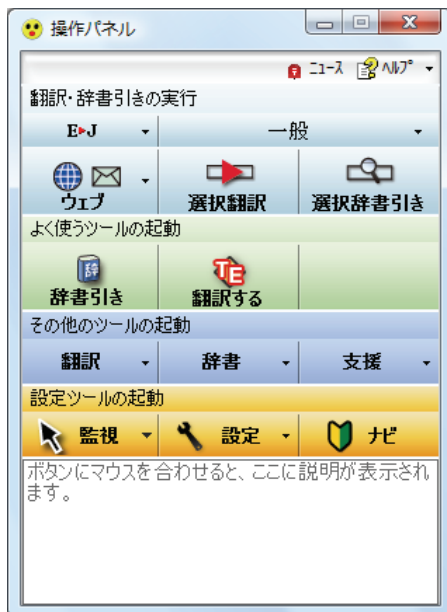 操作パネル
ﾆｭｰｽ ﾍﾙﾌﾟ
翻訳・辞書引きの実行
E▶J 一般
ウェブ 選択翻訳 選択辞書引き
よく使うツールの起動
辞
TE
辞書引き 翻訳する
その他のツールの起動
翻訳 辞書 支援
設定ツールの起動
監視 設定 ナビ
ボタンにマウスを合わせると、ここに説明が表示され
ます。